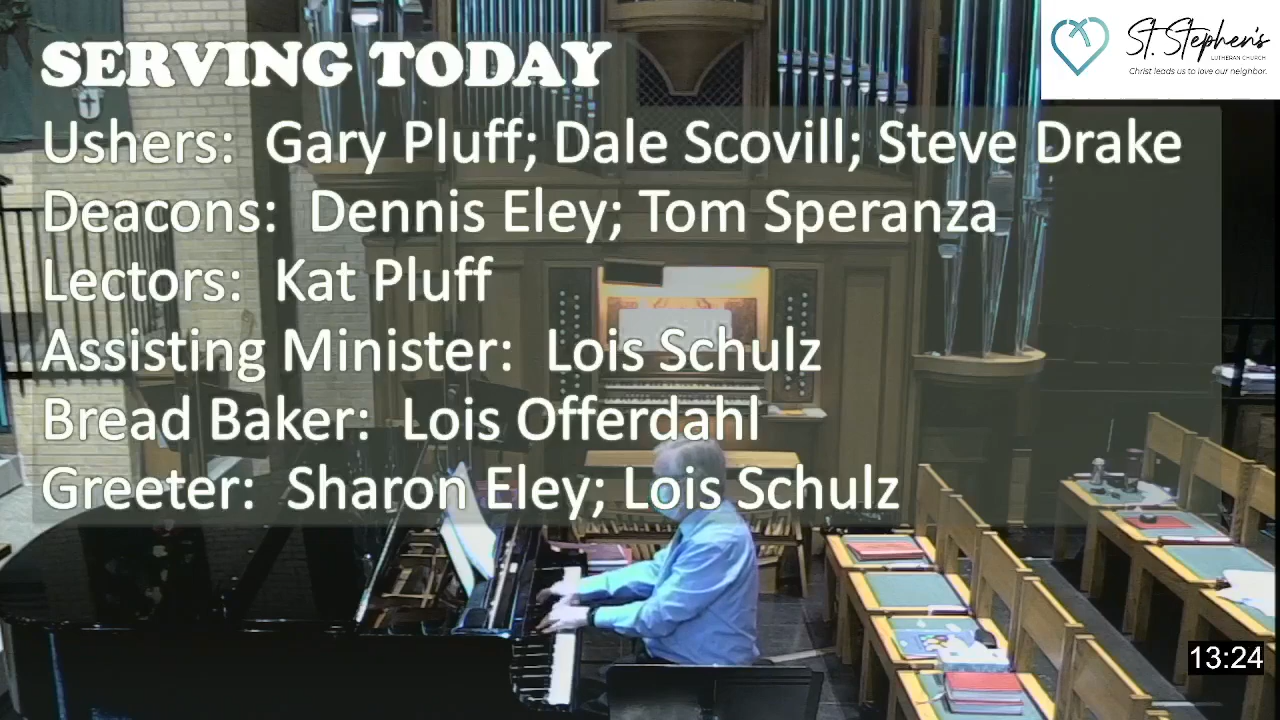 SERVING TODAY
St. Stephen's
LUTHERAN CHURCH
Christ leads us to love our neighbor.
Ushers: Gary Pluff; Dale Scovill; Steve Drake
Deacons: Dennis Eley; Tom Speranza
Lectors: Kat Pluff
Assisting Minister: Lois Schulz
Bread Baker: Lois Offerdahl
Greeter: Sharon Eley; Lois Schulz
13:24